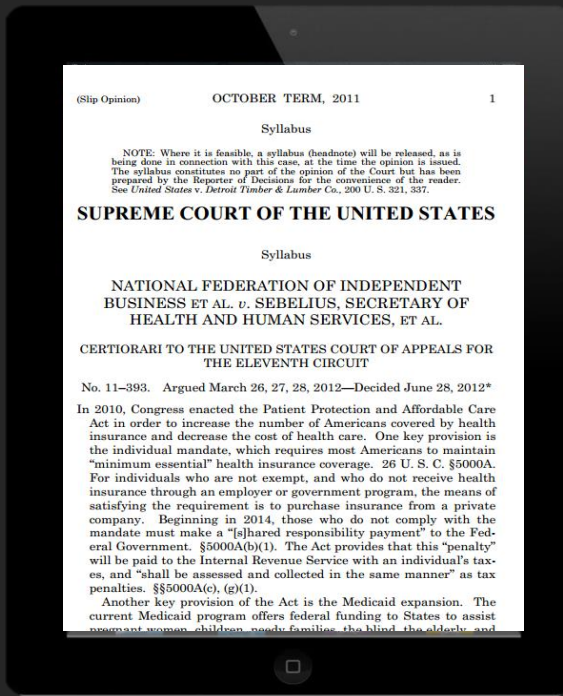 (Slip Opinion) OCTOBER TERM, 2011 1
Syllabus
NOTE: Where it is feasible, a syllabus (headnote) will be released, as is
being done in connection with this case, at the time the opinion is issued.
The syllabus constitutes no part of the opinion of the Court but has been
prepared by the Reporter of Decisions for the convenience of the reader.
See United States v. Detroit Timber & Lumber Co., 200 U. S. 321, 337.
SUPREME COURT OF THE UNITED STATES
Syllabus
NATIONAL FEDERATION OF INDEPENDENT
BUSINESS ET AL. v. SEBELIUS, SECRETARY OF
HEALTH AND HUMAN SERVICES, ET AL.
CERTIORARI TO THE UNITED STATES COURT OF APPEALS FOR
THE ELEVENTH CIRCUIT
No. 11–393. Argued March 26, 27, 28, 2012—Decided June 28, 2012*
In 2010, Congress enacted the Patient Protection and Affordable Care
Act in order to increase the number of Americans covered by health
insurance and decrease the cost of health care. One key provision is
the individual mandate, which requires most Americans to maintain
“minimum essential” health insurance coverage. 26 U. S. C. §5000A.
For individuals who are not exempt, and who do not receive health
insurance through an employer or government program, the means of
satisfying the requirement is to purchase insurance from a private
company. Beginning in 2014, those who do not comply with the
mandate must make a “[s]hared responsibility payment” to the Fed-
eral Government. §5000A(b)(1). The Act provides that this “penalty”
will be paid to the Internal Revenue Service with an individual’s tax-
es, and “shall be assessed and collected in the same manner” as tax
penalties. §§5000A(c), (g)(1).
Another key provision of the Act is the Medicaid expansion. The
current Medicaid program offers federal funding to States to assist
pregnant women, children, needy families, the blind, the elderly, and